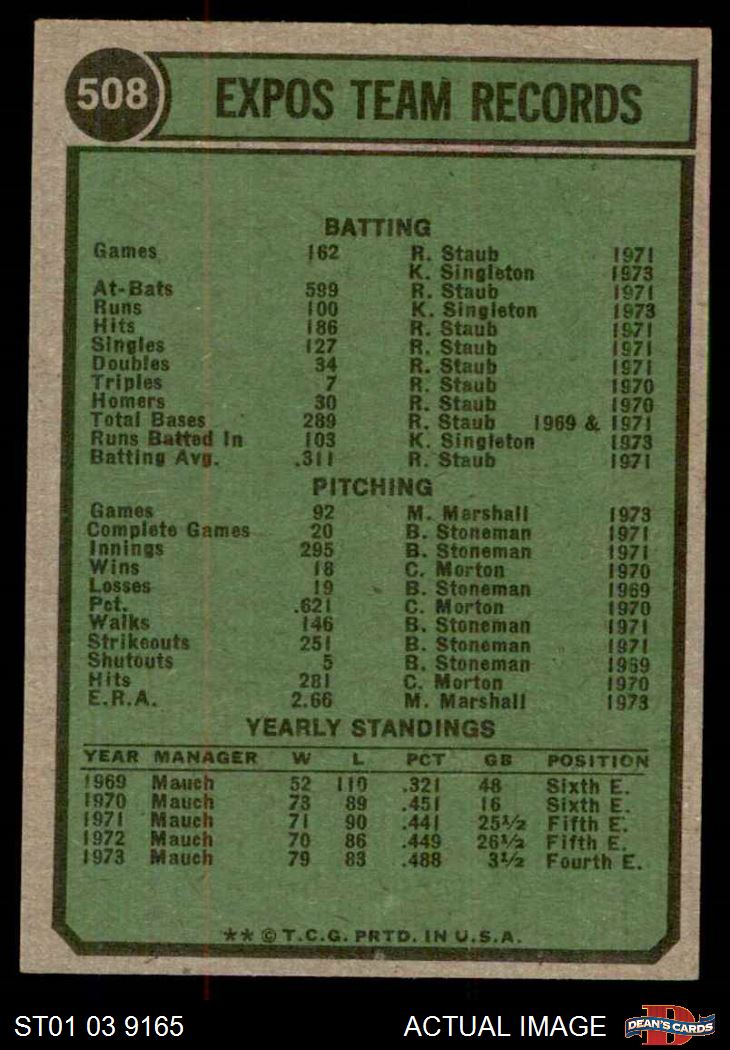 508 EXPOS TEAM RECORDS
BATTING
Games 162 R. Staub 1971
K. Singleton 1973
At-Bats 599 R. Staub 1971
Runs 100 K. Singleton 1973
Hits 186 R. Staub 1971
Singles 127 R. Staub 1971
Doubles 34 R. Staub 1971
Triples 7 R. Staub 1970
Homers 30 R. Staub 1970
Total Bases 289 R. Staub 1969 & 1971
Runs Batted In 103 K. Singleton 1973
Batting Avg. .311 R. Staub 1971
PITCHING
Games 92 M. Marshall 1973
Complete Games 20 B. Stoneman 1971
Innings 295 B. Stoneman 1971
Wins 18 C. Morton 1970
Losses 19 B. Stoneman 1969
Pct. .621 C. Morton 1970
Walks 146 B. Stoneman 1971
Strikeouts 251 B. Stoneman 1971
Shutouts 5 B. Stoneman 1969
Hits 281 C. Morton 1970
E.R.A. 2.66 M. Marshall 1973
YEARLY STANDINGS
YEAR MANAGER W L PCT GB POSITION
1969 Mauch 52 110 .321 48 Sixth E.
1970 Mauch 73 89 .451 16 Sixth E.
1971 Mauch 71 90 .441 25½ Fifth E.
1972 Mauch 70 86 .449 26½ Fifth E.
1973 Mauch 79 83 .488 3½ Fourth E.
** © T.C.G. PRTD. IN U.S.A.
ST01 03 9165 ACTUAL IMAGE DEAN'S CARDS